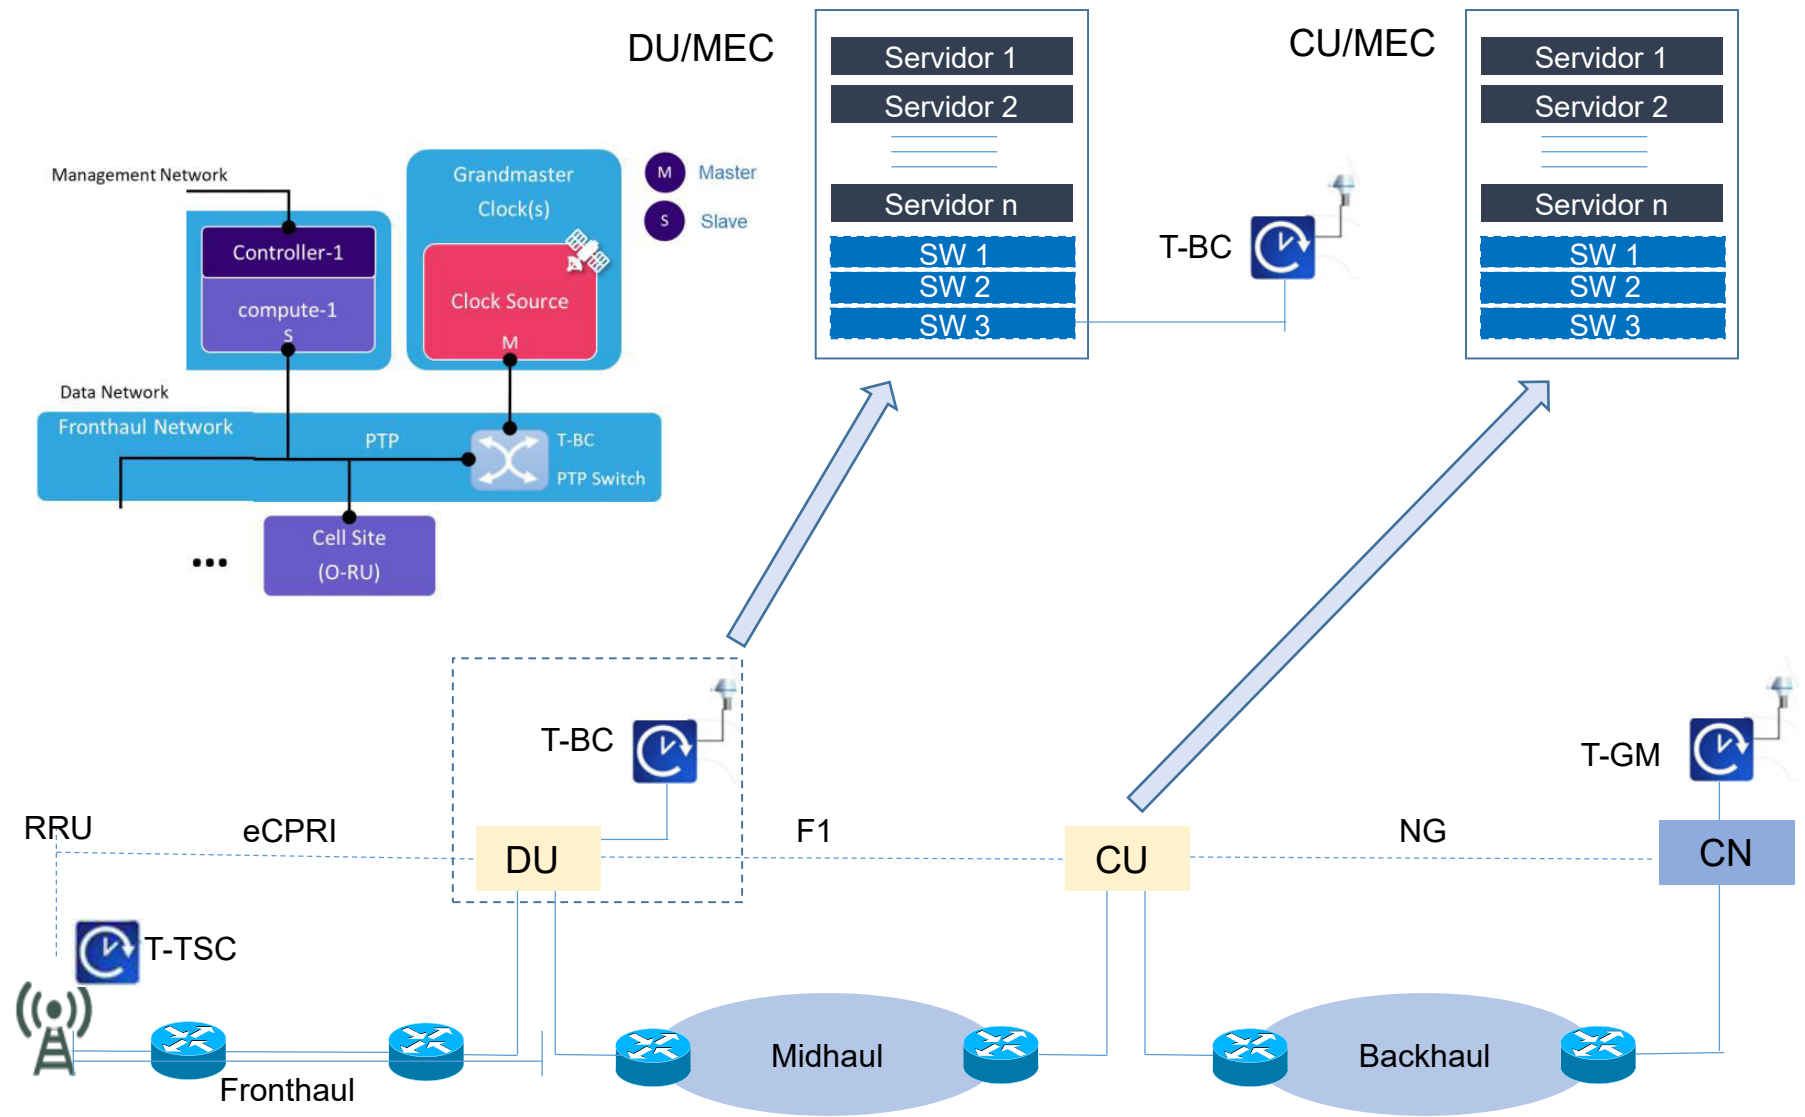 DU/MEC
Servidor 1
Servidor 2
Servidor n
SW 1
SW 2
SW 3
T-BC
CU/MEC
Servidor 1
Servidor 2
Servidor n
SW 1
SW 2
SW 3
Management Network
Controller-1
compute-1
S
Grandmaster
Clock(s)
Clock Source
M
M
Master
S
Slave
Data Network
Fronthaul Network
PTP
T-BC
PTP Switch
Cell Site
(O-RU)
...
T-BC
T-GM
RRU
eCPRI
DU
F1
CU
NG
CN
T-TSC
Fronthaul
Midhaul
Backhaul